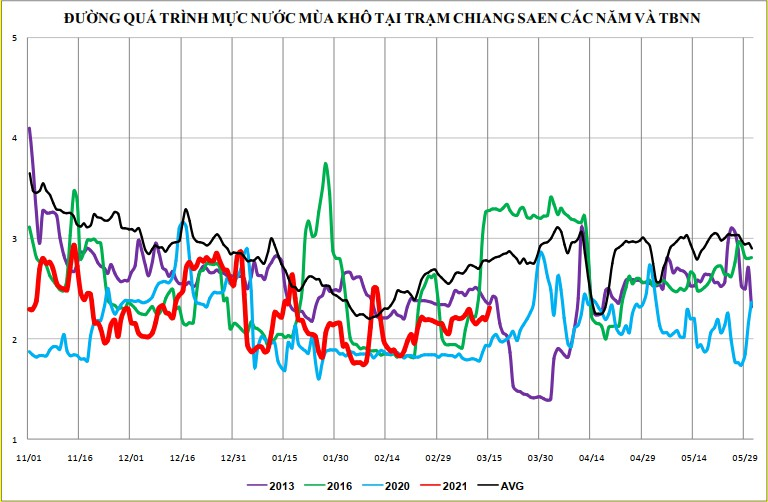 ĐƯỜNG QUÁ TRÌNH MỰC NƯỚC MÙA KHÔ TẠI TRẠM CHIANG SAEN CÁC NĂM VÀ TBNN
5
4
3
2
1
11/01 11/16 12/01 12/16 12/31 01/15 01/30 02/14 02/29 03/15 03/30 04/14 04/29 05/14 05/29
2013 2016 2020 2021 AVG